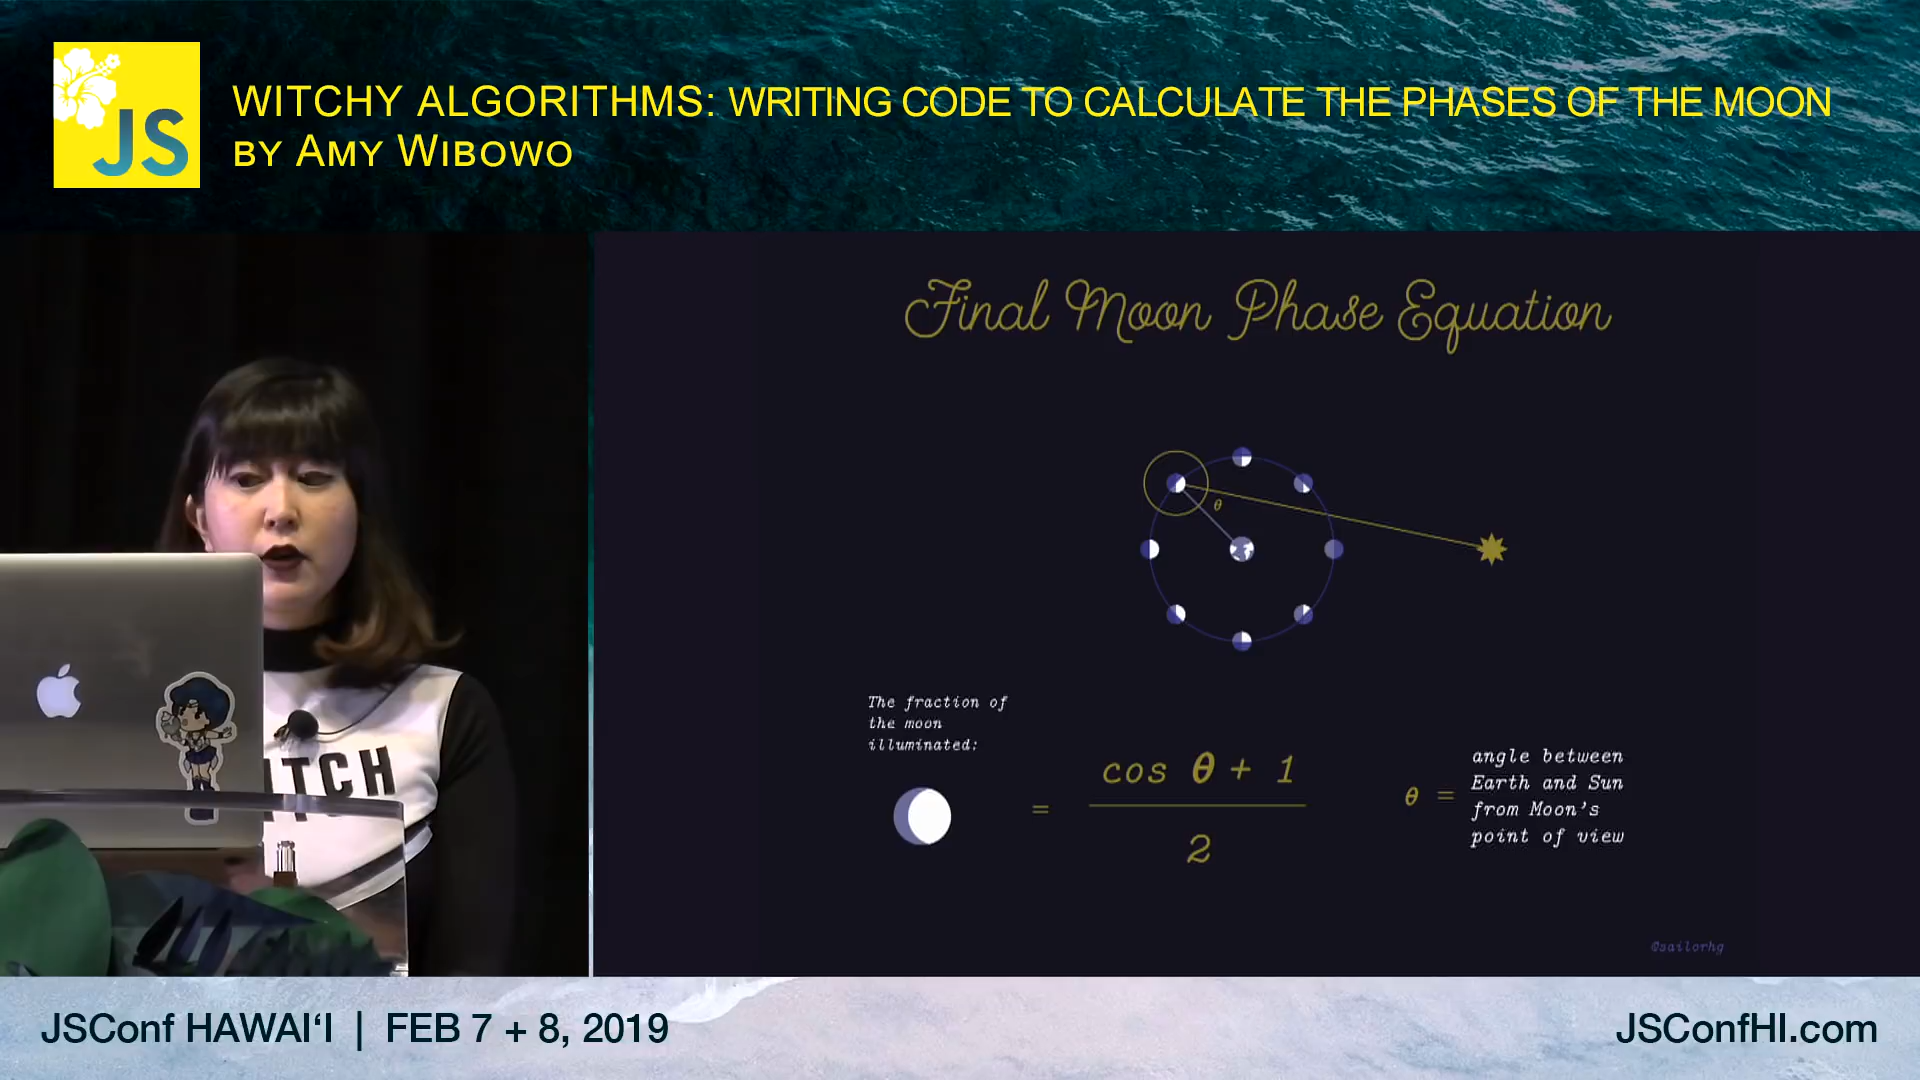 JS
WITCHY ALGORITHMS: WRITING CODE TO CALCULATE THE PHASES OF THE MOON
BY AMY WIBOWO
Final Moon Phase Equation
θ
The fraction of
the moon
illuminated:
=
cos θ + 1
2
θ =
angle between
Earth and Sun
from Moon's
point of view
@sailorhg
ITCH
JSConf HAWAIʻI | FEB 7 + 8, 2019
JSConfHI.com